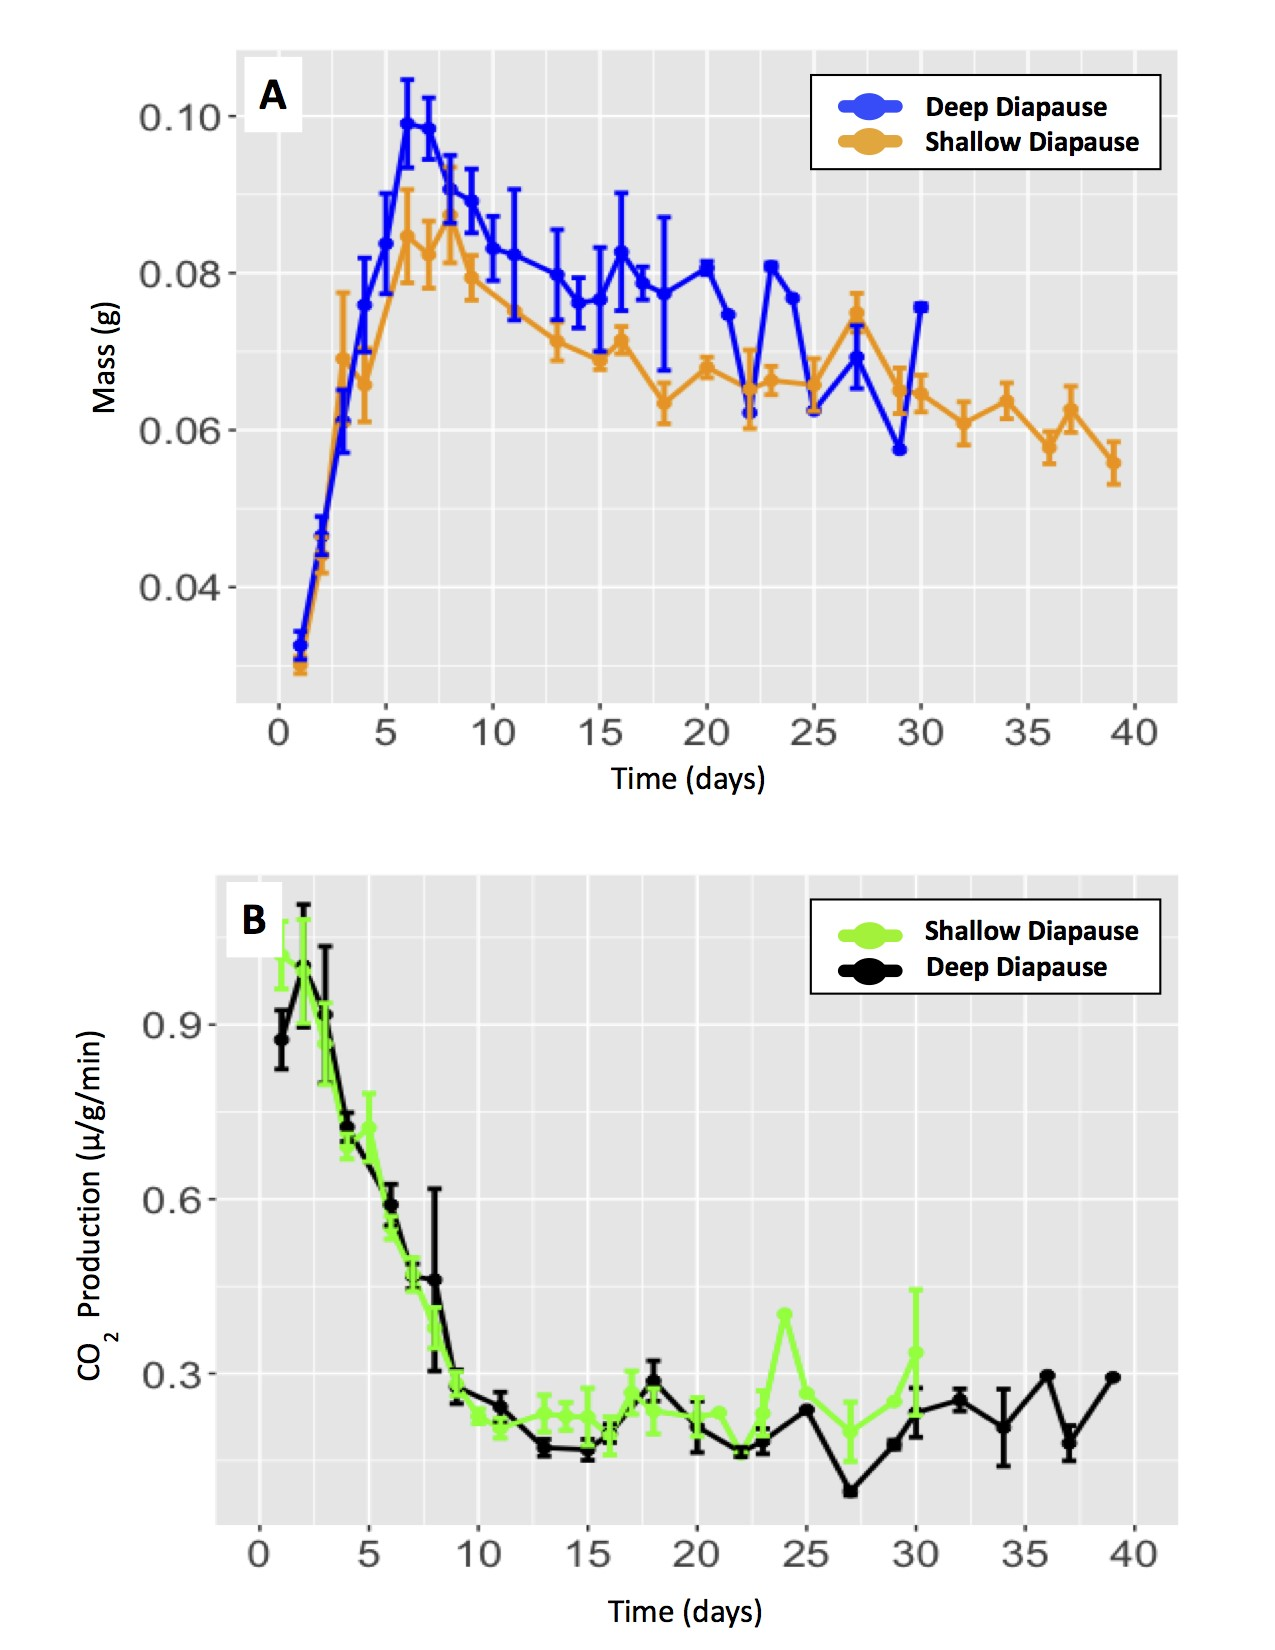 A
Deep Diapause
Shallow Diapause
0.10
0.08
0.06
0.04
Mass (g)
0 5 10 15 20 25 30 35 40
Time (days)
B
Shallow Diapause
Deep Diapause
0.9
0.6
0.3
CO2 Production (µ/g/min)
0 5 10 15 20 25 30 35 40
Time (days)